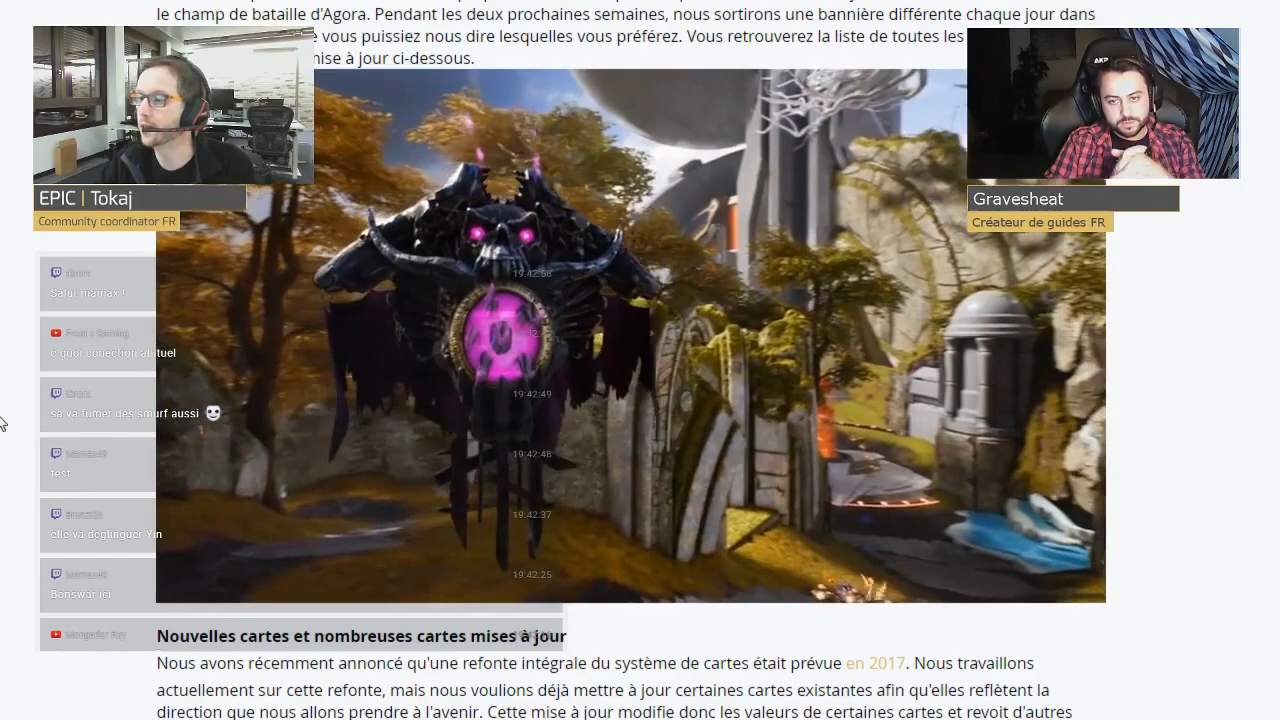 le champ de bataille d'Agora. Pendant les deux prochaines semaines, nous sortirons une bannière différente chaque jour dans
vous puissiez nous dire lesquelles vous préférez. Vous retrouverez la liste de toutes les
mise à jour ci-dessous.
AKP
EPIC | Tokaj
Community coordinator FR
Gravesheat
Créateur de guides FR
19:42:58
Salut mamax !
c quoi conection abituel
19:42:49
sa va fumer des smurf aussi
19:42:48
test
19:42:37
elle va déglinguer Yin
19:42:25
Bonswar ici
Nouvelles cartes et nombreuses cartes mises à jour
Nous avons récemment annoncé qu'une refonte intégrale du système de cartes était prévue en 2017. Nous travaillons
actuellement sur cette refonte, mais nous voulions déjà mettre à jour certaines cartes existantes afin qu'elles reflètent la
direction que nous allons prendre à l'avenir. Cette mise à jour modifie donc les valeurs de certaines cartes et revoit d'autres